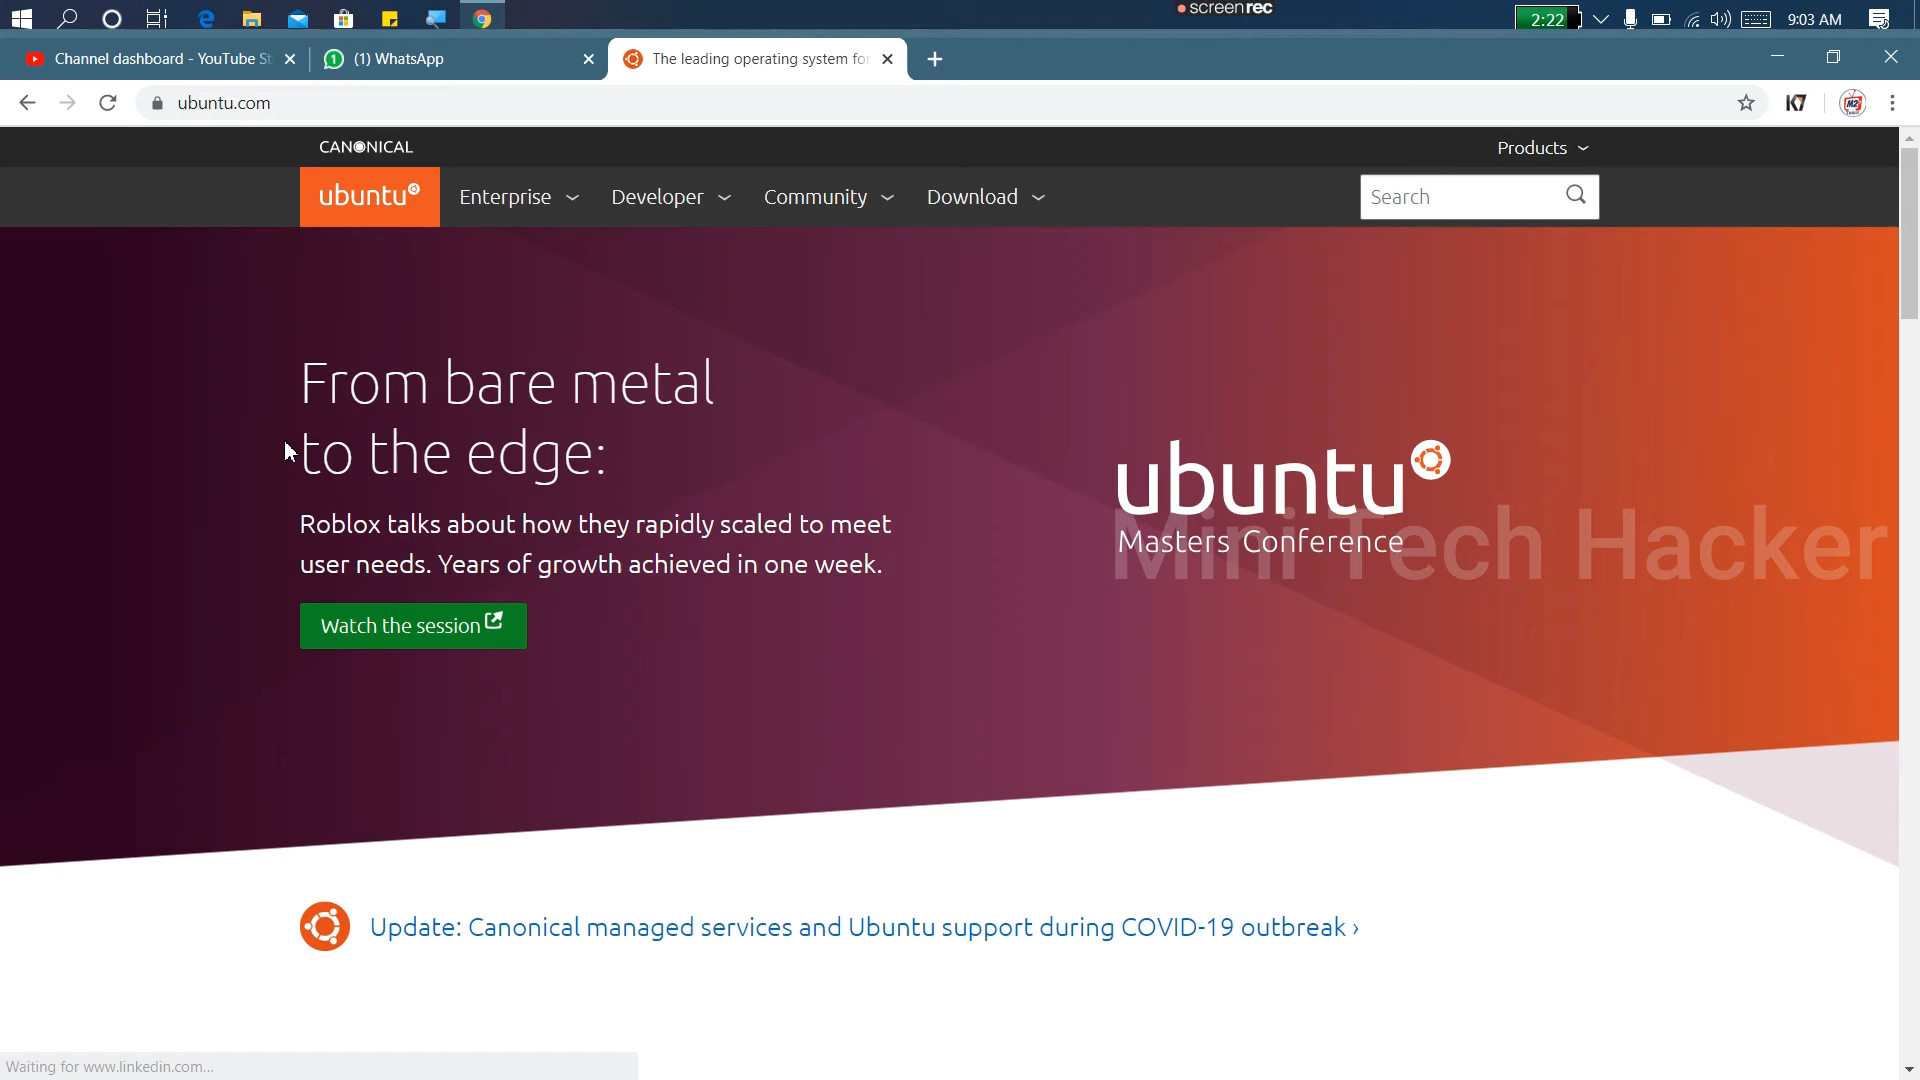 screenrec
2:22
9:03 AM
Channel dashboard - YouTube St
(1) WhatsApp
The leading operating system for
ubuntu.com
K7
CANONICAL
Products
ubuntu
Enterprise
Developer
Community
Download
Search
From bare metal
to the edge:
Roblox talks about how they rapidly scaled to meet
user needs. Years of growth achieved in one week.
Watch the session
ubuntu
Masters Conference
Mini Tech Hacker
Update: Canonical managed services and Ubuntu support during COVID-19 outbreak ›
Waiting for www.linkedin.com...